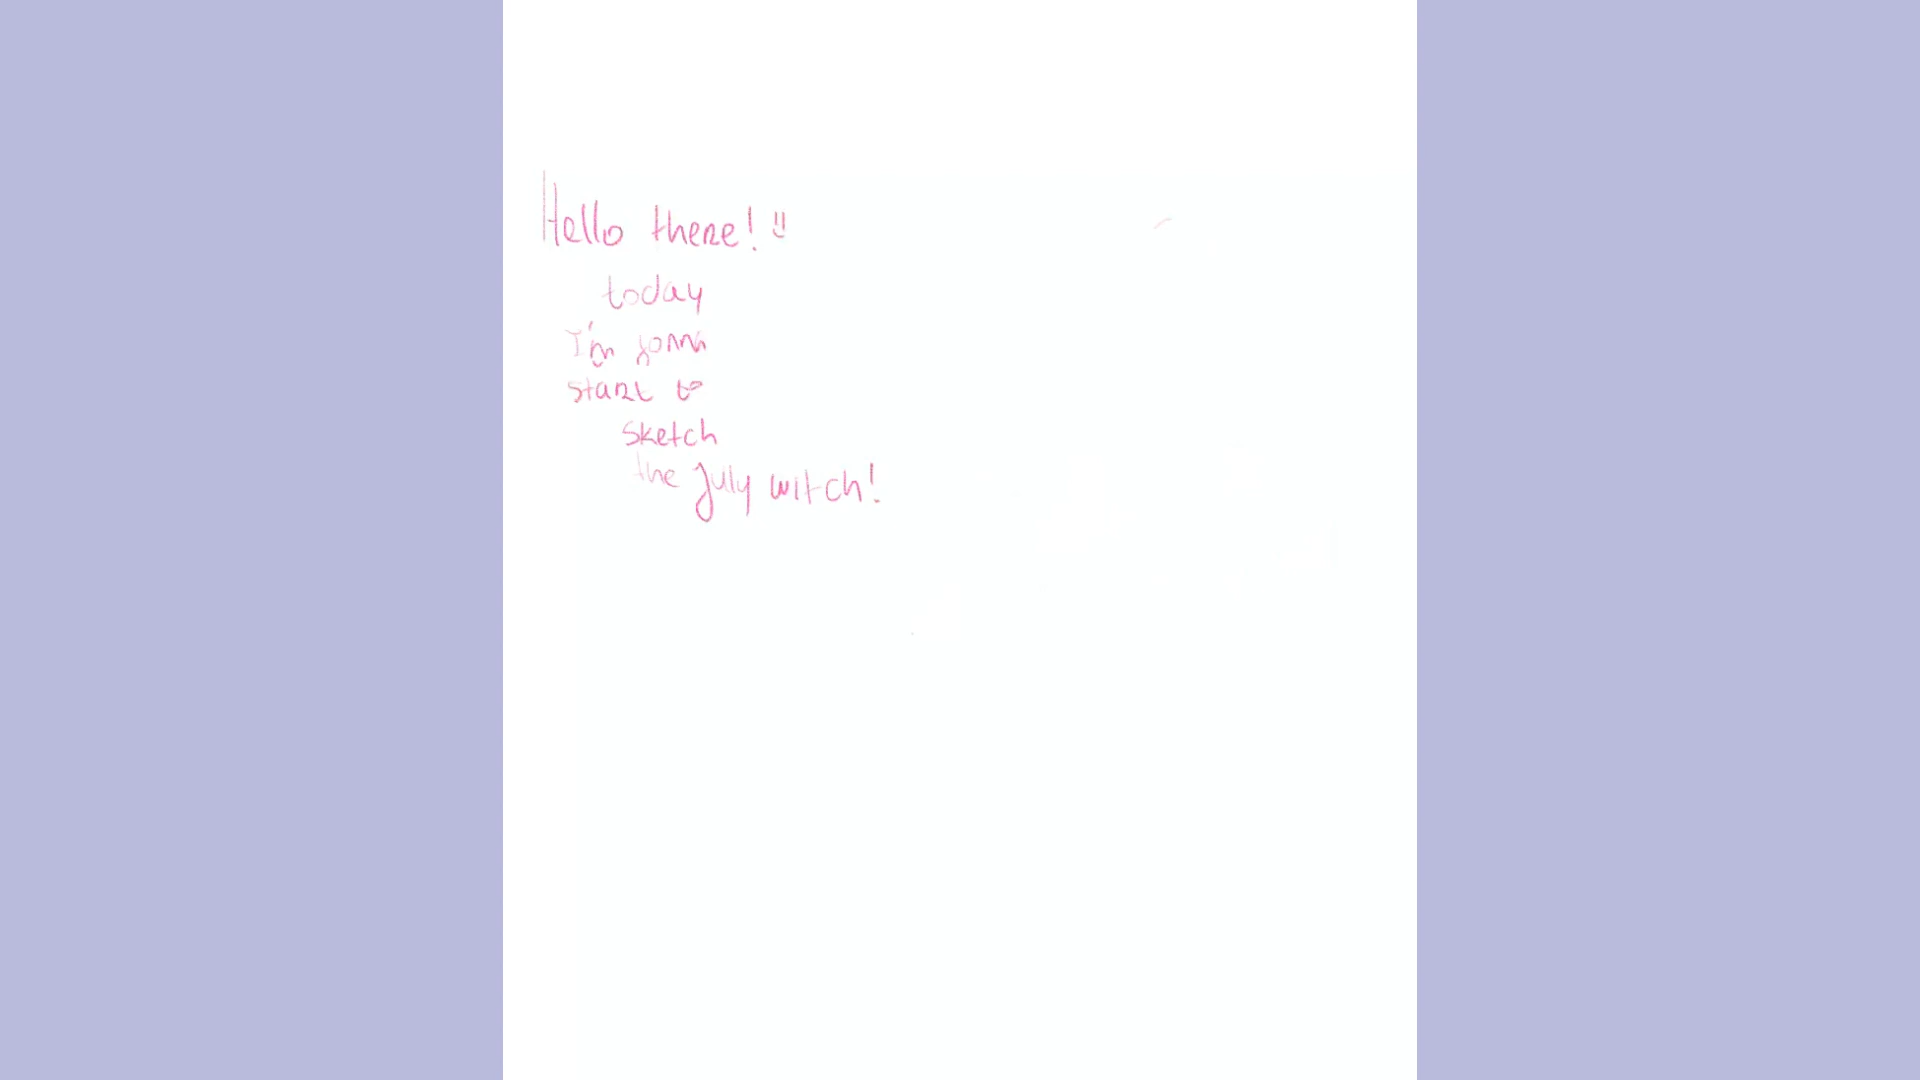 Hello there! :)
today
I'm gonna
start to
sketch
the July witch!